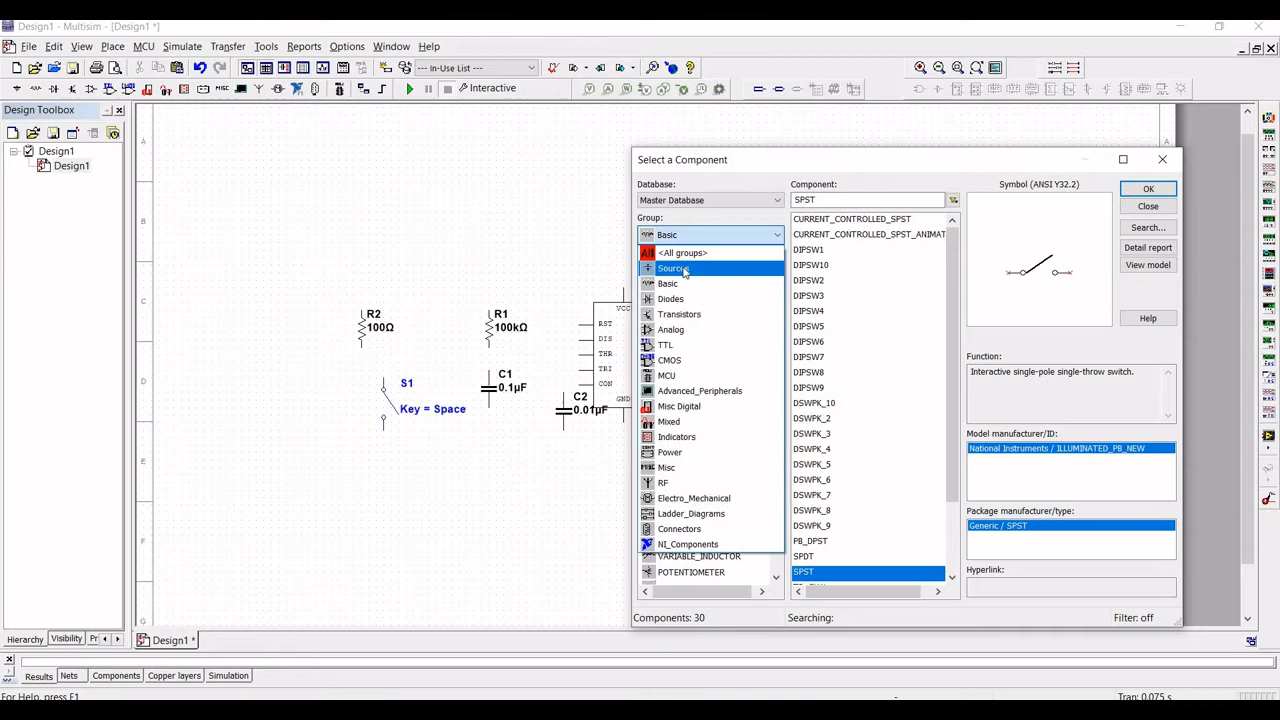 Design1 - Multisim - [Design1 *]
File Edit View Place MCU Simulate Transfer Tools Reports Options Window Help
--- In-Use List ---
Interactive
Design Toolbox
Design1
Design1
A
B
C
D
E
F
G
A
R2
100Ω
R1
100kΩ
S1
Key = Space
C1
0.1µF
C2
0.01µF
VCC
RST
DIS
THR
TRI
CON
GND
Select a Component
Database:
Master Database
Group:
Basic
All <All groups>
Sources
Basic
Diodes
Transistors
Analog
TTL
CMOS
MCU
Advanced_Peripherals
Misc Digital
Mixed
Indicators
Power
Misc
RF
Electro_Mechanical
Ladder_Diagrams
Connectors
NI_Components
VARIABLE_INDUCTOR
POTENTIOMETER
Component:
SPST
CURRENT_CONTROLLED_SPST
CURRENT_CONTROLLED_SPST_ANIMAT
DIPSW1
DIPSW10
DIPSW2
DIPSW3
DIPSW4
DIPSW5
DIPSW6
DIPSW7
DIPSW8
DIPSW9
DSWPK_10
DSWPK_2
DSWPK_3
DSWPK_4
DSWPK_5
DSWPK_6
DSWPK_7
DSWPK_8
DSWPK_9
PB_DPST
SPDT
SPST
Symbol (ANSI Y32.2)
OK
Close
Search...
Detail report
View model
Help
Function:
Interactive single-pole single-throw switch.
Model manufacturer/ID:
National Instruments / ILLUMINATED_PB_NEW
Package manufacturer/type:
Generic / SPST
Hyperlink:
Components: 30
Searching:
Filter: off
Hierarchy Visibility Pr
Design1 *
Results Nets Components Copper layers Simulation
For Help, press F1
Tran: 0.075 s